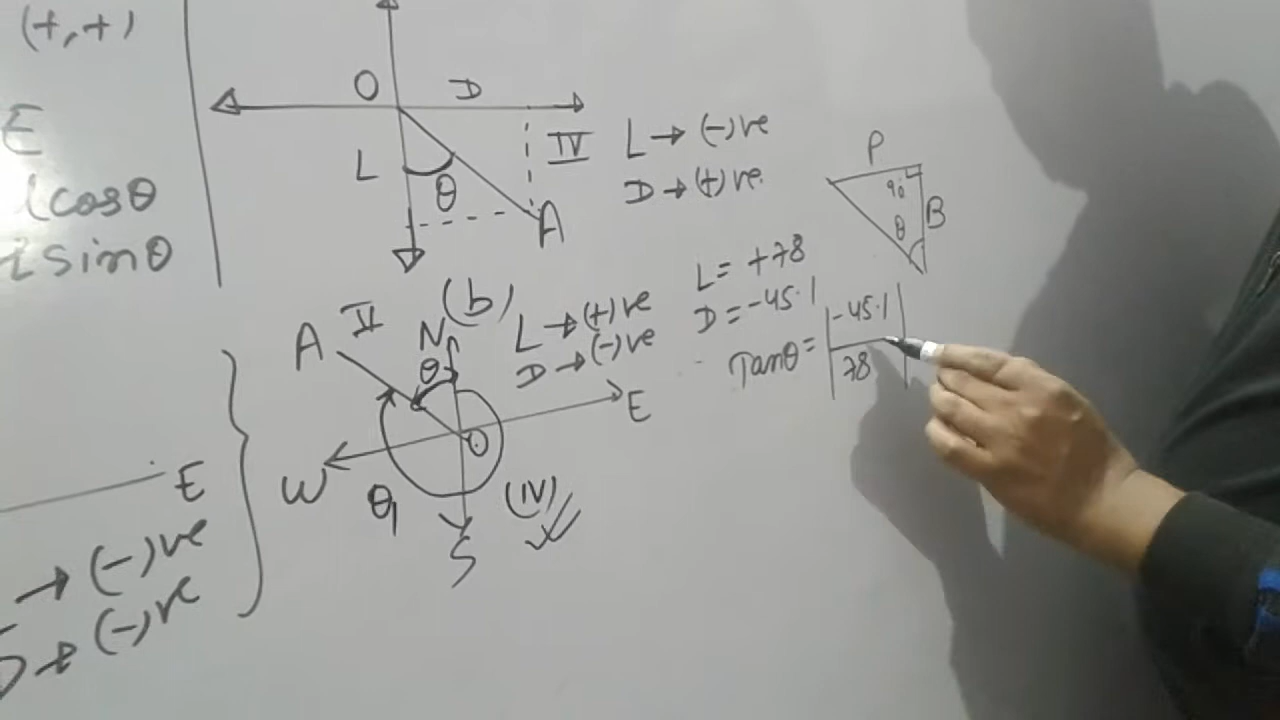 (+,+)
E
lcosθ
lsinθ
O
D
L
θ
A
IV
L → (-)ve
D → (+)ve.
P
90
θ
B
(b)
A
II
N
θ
O
E
W
S
θ1
(IV)
L → (+)ve
D → (-)ve
L = +78
D = -45.1
Tanθ = |-45.1
78|
E
→ (-)ve
D → (-)ve